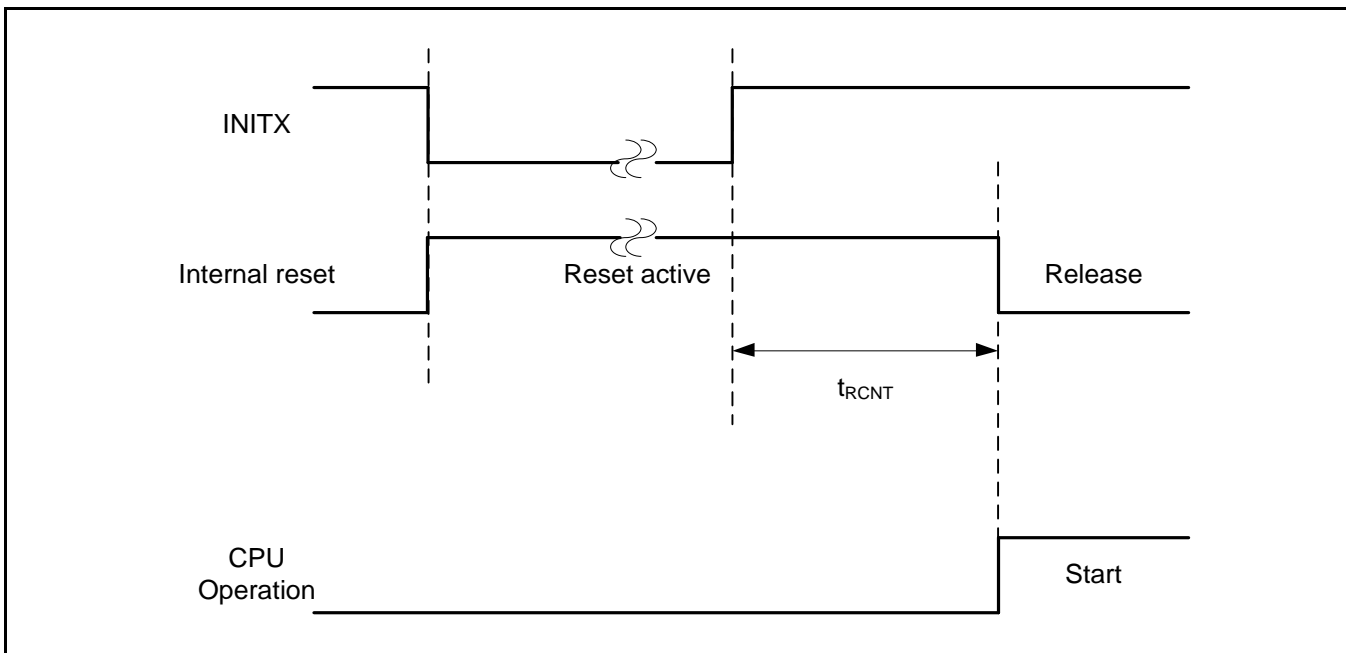 INITX
Internal reset
Reset active
Release
tRCNT
CPU
Operation
Start